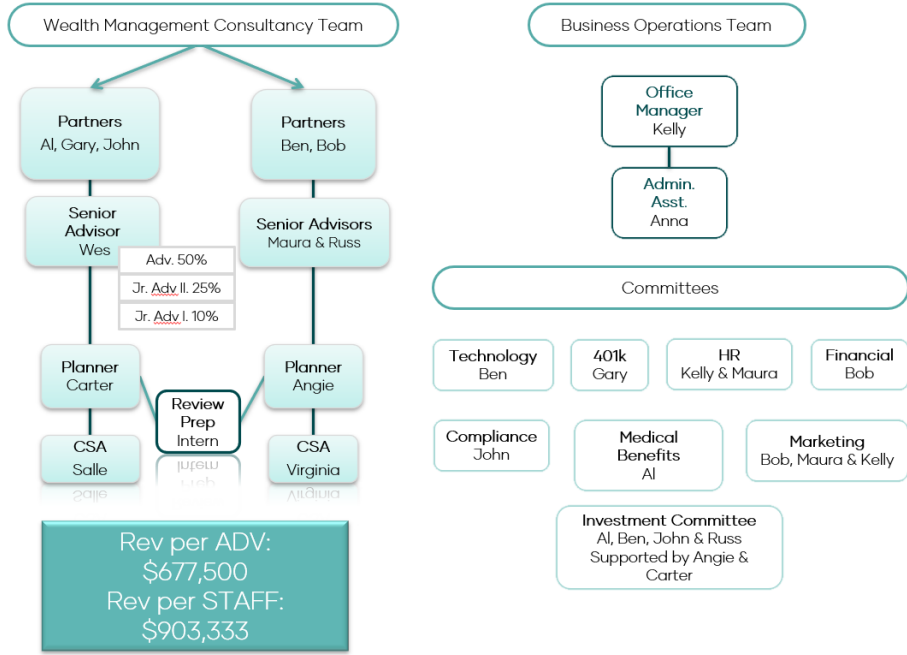 Wealth Management Consultancy Team
Partners
Al, Gary, John
Partners
Ben, Bob
Senior
Advisor
Wes
Senior Advisors
Maura & Russ
Adv. 50%
Jr. Adv II. 25%
Jr. Adv I. 10%
Planner
Carter
Planner
Angie
Review
Prep
Intern
CSA
Salle
CSA
Virginia
Rev per ADV:
$677,500
Rev per STAFF:
$903,333
Business Operations Team
Office
Manager
Kelly
Admin.
Asst.
Anna
Committees
Technology
Ben
401k
Gary
HR
Kelly & Maura
Financial
Bob
Compliance
John
Medical
Benefits
Al
Marketing
Bob, Maura & Kelly
Investment Committee
Al, Ben, John & Russ
Supported by Angie &
Carter